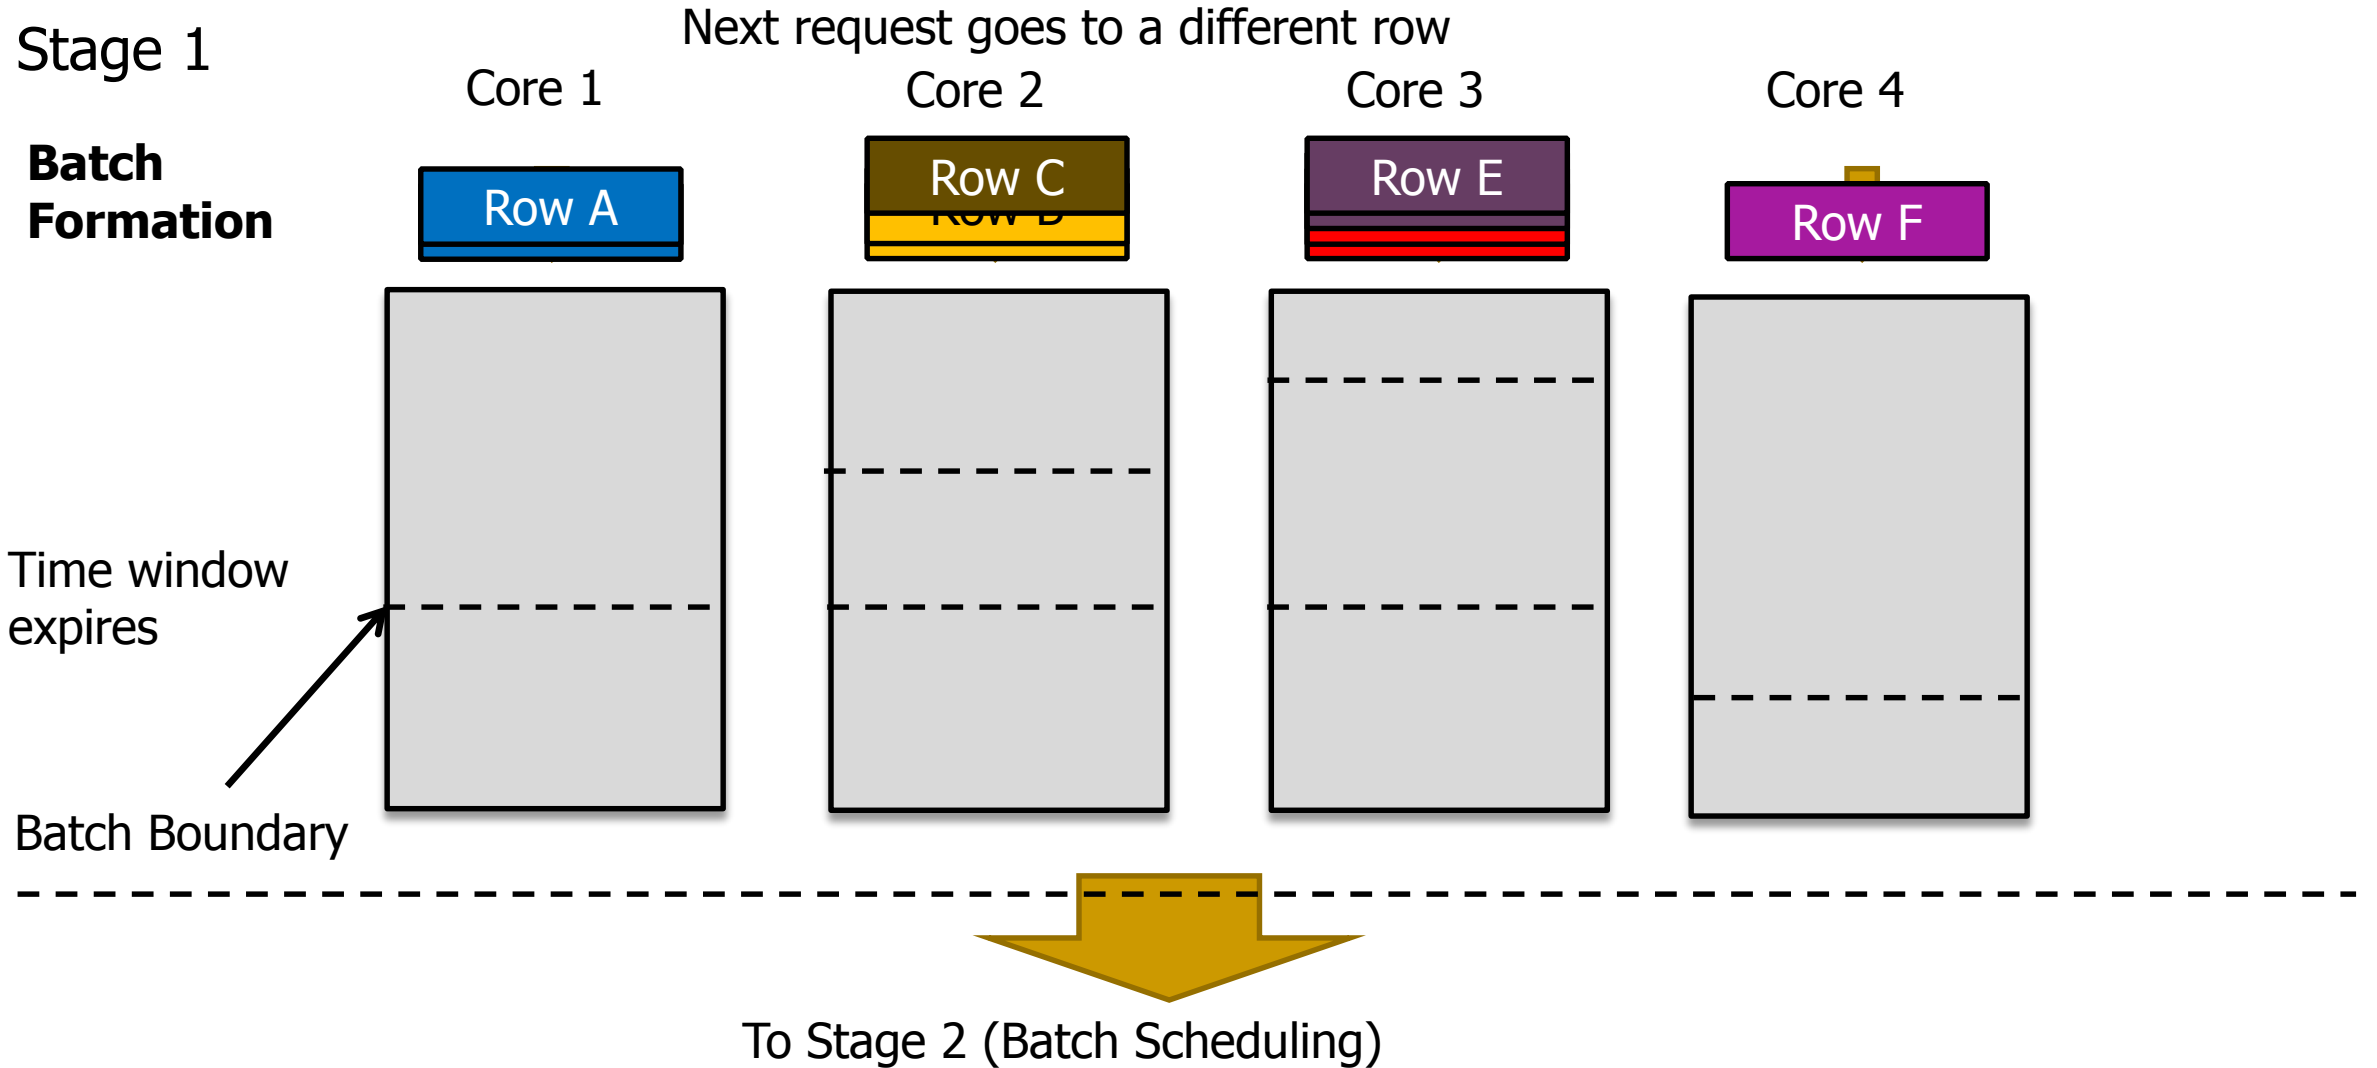 Stage 1
Next request goes to a different row
Core 1
Core 2
Core 3
Core 4
Batch
Formation
Row A
Row C
Row B
Row E
Row F
Time window
expires
Batch Boundary
To Stage 2 (Batch Scheduling)